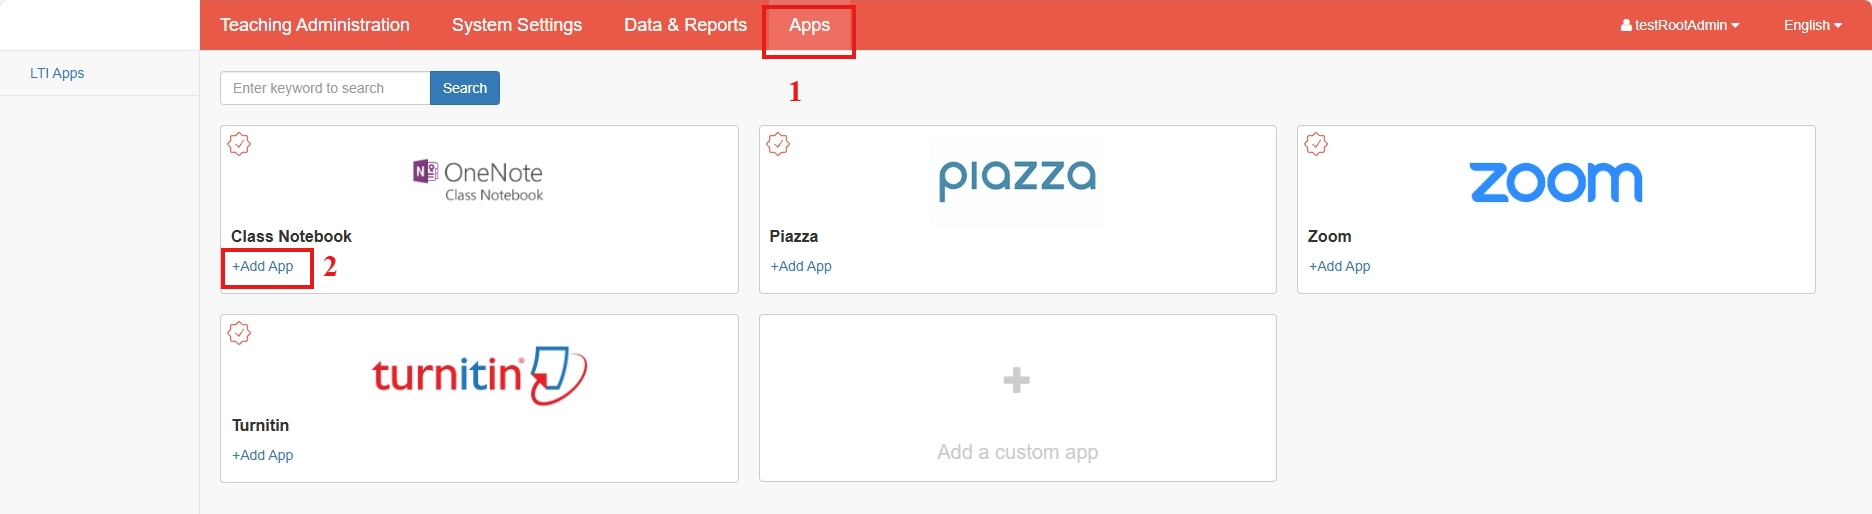 Teaching Administration System Settings Data & Reports Apps testRootAdmin English
LTI Apps
Enter keyword to search Search
1
N OneNote
Class Notebook
piazza
zoom
Class Notebook
+Add App
2
Piazza
+Add App
Zoom
+Add App
turnitin®
Turnitin
+Add App
Add a custom app